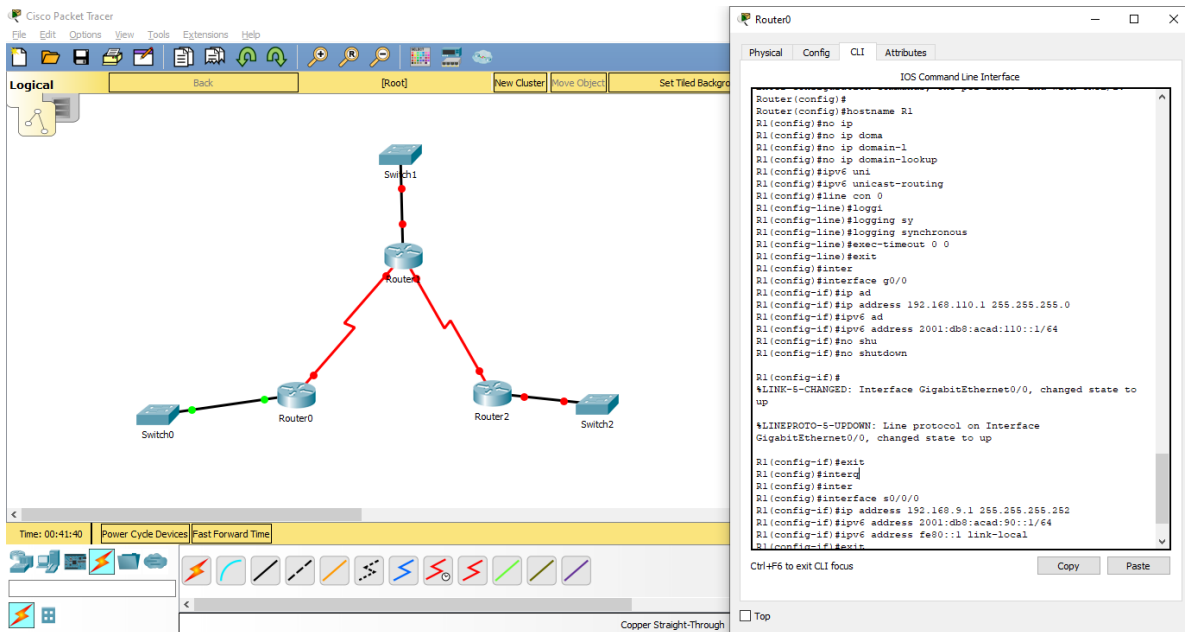 Cisco Packet Tracer
File Edit Options View Tools Extensions Help
Logical
Back
[Root]
New Cluster
Move Object
Set Tiled Backgro
Switch1
Router0
Switch0
Router2
Switch2
Time: 00:41:40
Power Cycle Devices
Fast Forward Time
Copper Straight-Through
Router0
Physical Config CLI Attributes
IOS Command Line Interface
Router(config)#
Router(config)#hostname R1
R1(config)#no ip
R1(config)#no ip doma
R1(config)#no ip domain-l
R1(config)#no ip domain-lookup
R1(config)#ipv6 uni
R1(config)#ipv6 unicast-routing
R1(config)#line con 0
R1(config-line)#loggi
R1(config-line)#logging sy
R1(config-line)#logging synchronous
R1(config-line)#exec-timeout 0 0
R1(config-line)#exit
R1(config)#inter
R1(config)#interface g0/0
R1(config-if)#ip ad
R1(config-if)#ip address 192.168.110.1 255.255.255.0
R1(config-if)#ipv6 ad
R1(config-if)#ipv6 address 2001:db8:acad:110::1/64
R1(config-if)#no shu
R1(config-if)#no shutdown
R1(config-if)#
%LINK-5-CHANGED: Interface GigabitEthernet0/0, changed state to
up
%LINEPROTO-5-UPDOWN: Line protocol on Interface
GigabitEthernet0/0, changed state to up
R1(config-if)#exit
R1(config)#interq
R1(config)#inter
R1(config)#interface s0/0/0
R1(config-if)#ip address 192.168.9.1 255.255.255.252
R1(config-if)#ipv6 address 2001:db8:acad:90::1/64
R1(config-if)#ipv6 address fe80::1 link-local
R1(config-if)#exit
Ctrl+F6 to exit CLI focus
Copy
Paste
Top